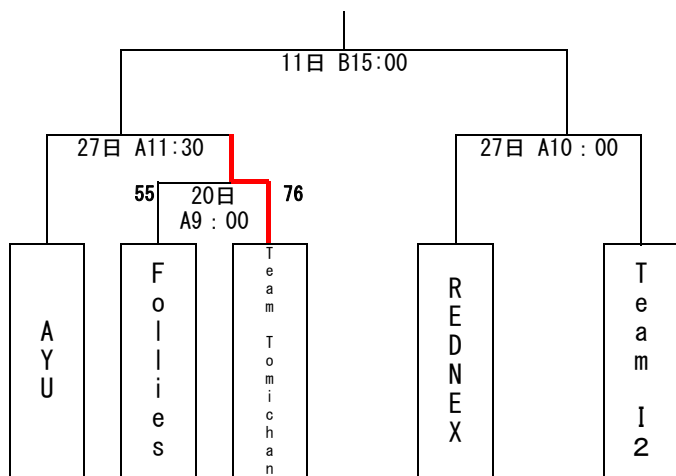 11日 B15:00
27日 A11:30
27日 A10：00
55
20日
76
A9：00
AYU
Follies
Team Tomichan
REDNEX
Team I2